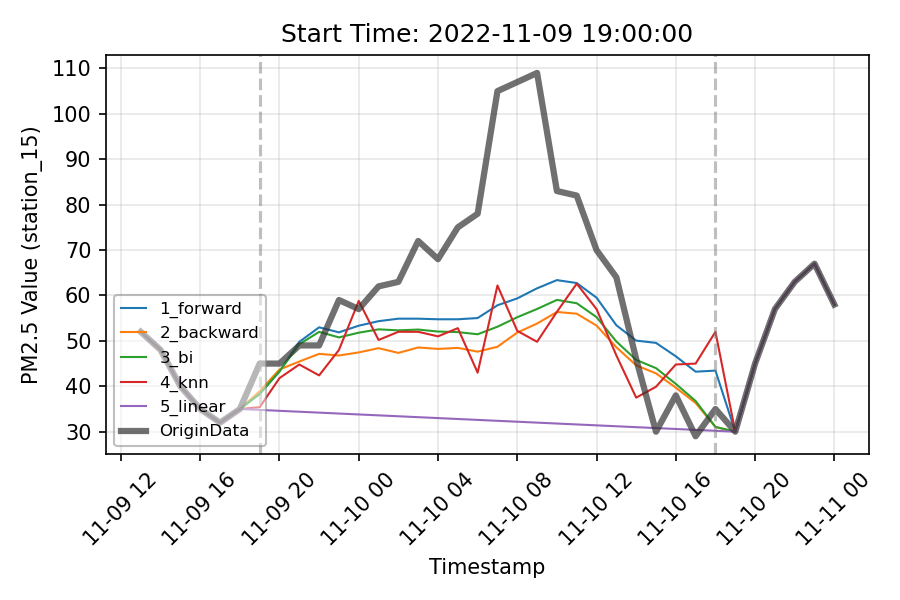 Start Time: 2022-11-09 19:00:00
110
100
90
80
70
60
50
40
30
PM2.5 Value (station_15)
1_forward
2_backward
3_bi
4_knn
5_linear
OriginData
11-09 12
11-09 16
11-09 20
11-10 00
11-10 04
11-10 08
11-10 12
11-10 16
11-10 20
11-11 00
Timestamp